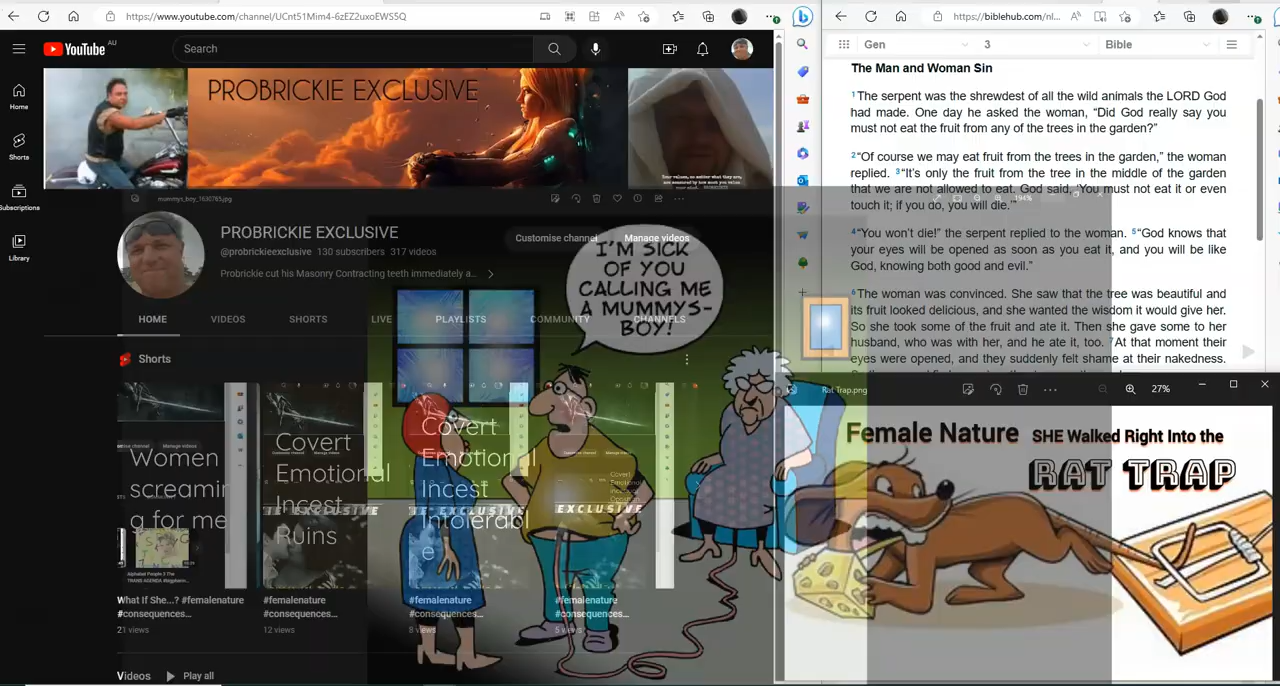 https://www.youtube.com/channel/UCnt51Mim4-6zEZ2uxoEWS5Q
YouTube AU
Search
PROBRICKIE EXCLUSIVE
Home
Shorts
Subscriptions
Library
mummys_boy_1630765.jpg
PROBRICKIE EXCLUSIVE
@probrickieexclusive 130 subscribers 317 videos
Probrickie cut his Masonry Contracting teeth immediately a...
Customise channel
Manage videos
HOME
VIDEOS
SHORTS
LIVE
PLAYLISTS
COMMUNITY
CHANNELS
I'M SICK
OF YOU
CALLING ME
A MUMMYS-
BOY!
Shorts
Women
screamin
g for me
Covert
Emotional
Incest
Ruins
Covert
Emotional
Incest
Intolerabl
e
EXCLUSIVE
What If She...? #femalenature
#consequences...
21 views
#femalenature
#consequences...
12 views
#femalenature
#consequences...
8 views
#femalenature
#consequences...
5 views
Videos
Play all
https://biblehub.com/nl...
Gen
3
Bible
The Man and Woman Sin
1The serpent was the shrewdest of all the wild animals the LORD God
had made. One day he asked the woman, “Did God really say you
must not eat the fruit from any of the trees in the garden?”
2“Of course we may eat fruit from the trees in the garden,” the woman
replied. 3“It’s only the fruit from the tree in the middle of the garden
that we are not allowed to eat. God said, ‘You must not eat it or even
touch it; if you do, you will die.’”
194%
4“You won’t die!” the serpent replied to the woman. 5“God knows that
your eyes will be opened as soon as you eat it, and you will be like
God, knowing both good and evil.”
6The woman was convinced. She saw that the tree was beautiful and
its fruit looked delicious, and she wanted the wisdom it would give her.
So she took some of the fruit and ate it. Then she gave some to her
husband, who was with her, and he ate it, too. 7At that moment their
eyes were opened, and they suddenly felt shame at their nakedness.
Rat Trap.png
27%
Female Nature SHE Walked Right Into the
RAT TRAP